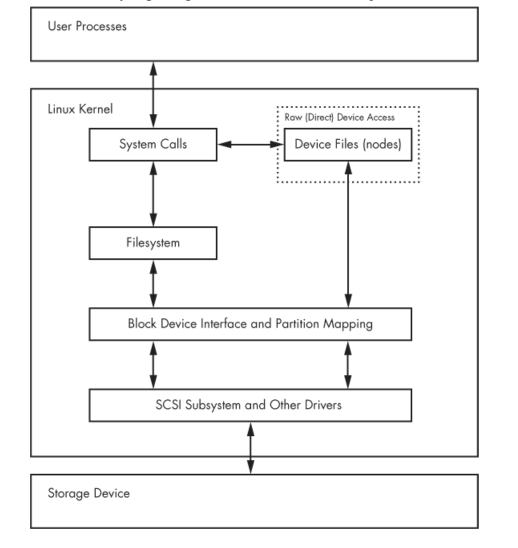 User Processes
Linux Kernel
Raw (Direct) Device Access
System Calls
Device Files (nodes)
Filesystem
Block Device Interface and Partition Mapping
SCSI Subsystem and Other Drivers
Storage Device